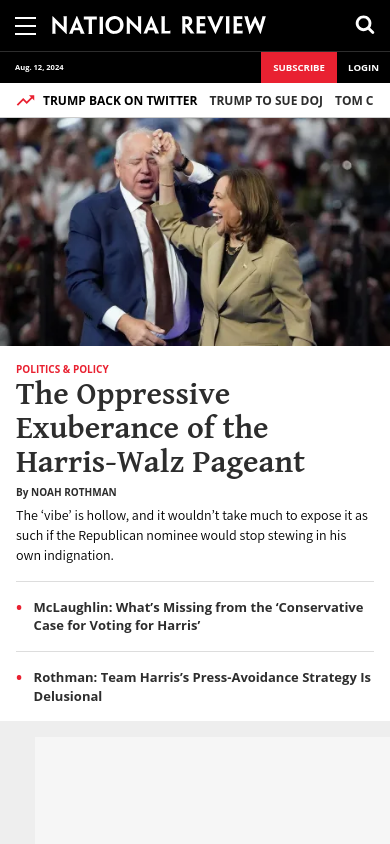 NATIONAL REVIEW
Aug. 12, 2024
SUBSCRIBE
LOGIN
TRUMP BACK ON TWITTER TRUMP TO SUE DOJ TOM C
POLITICS & POLICY
The Oppressive
Exuberance of the
Harris-Walz Pageant
By NOAH ROTHMAN
The ‘vibe’ is hollow, and it wouldn’t take much to expose it as
such if the Republican nominee would stop stewing in his
own indignation.
McLaughlin: What’s Missing from the ‘Conservative
Case for Voting for Harris’
Rothman: Team Harris’s Press-Avoidance Strategy Is
Delusional